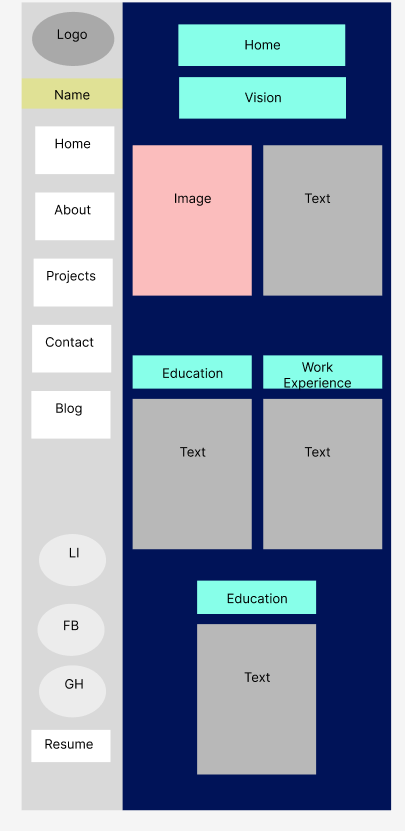 Logo
Name
Home
About
Projects
Contact
Blog
LI
FB
GH
Resume
Home
Vision
Image
Text
Education
Work
Experience
Text
Text
Education
Text